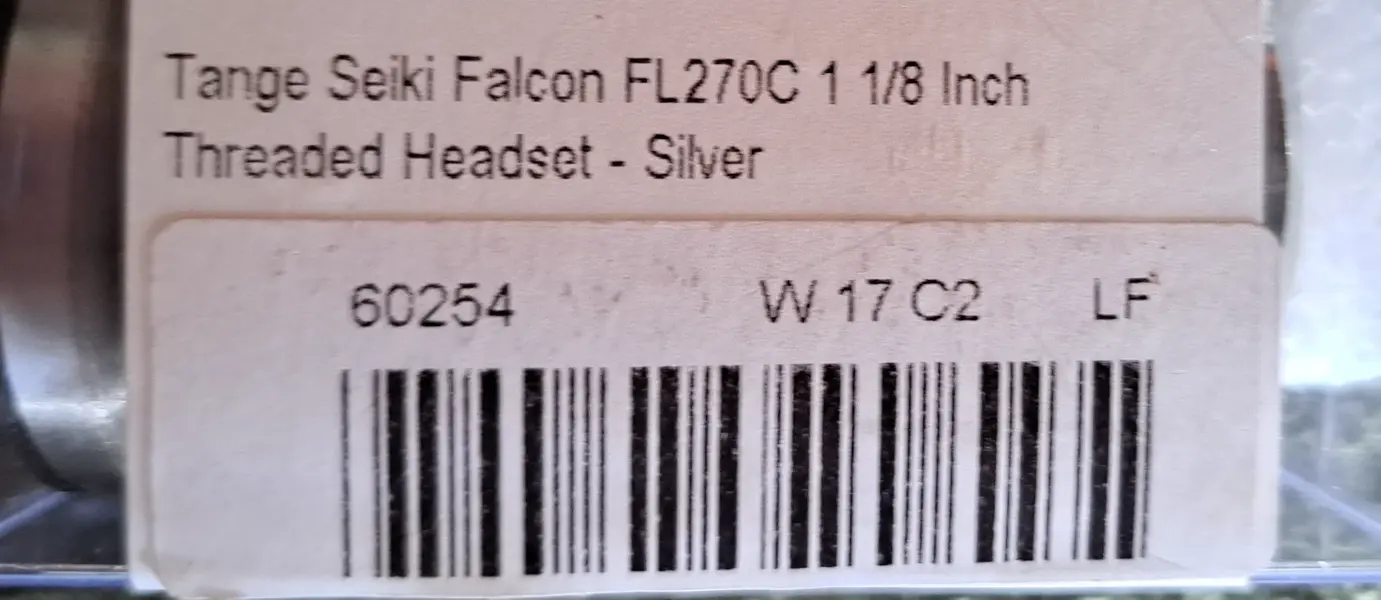 Tange Seiki Falcon FL270C 1 1/8 Inch
Threaded Headset - Silver
60254 W 17 C2 LF